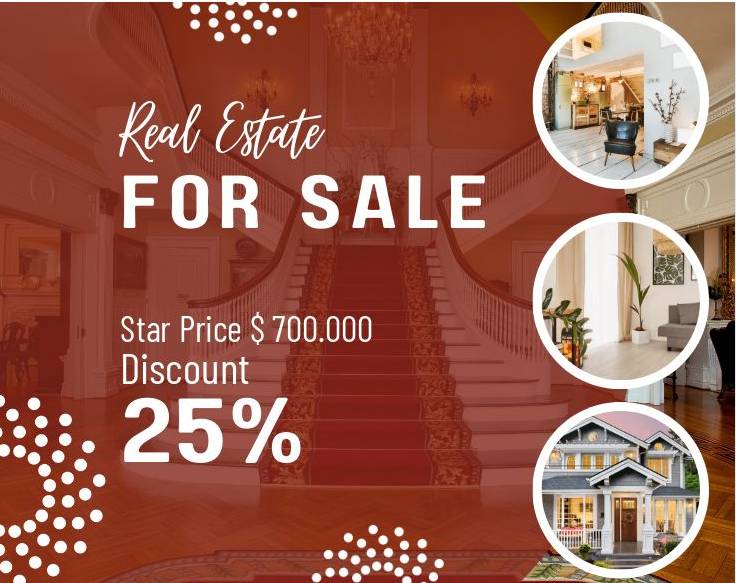 Real Estate
FOR SALE
Star Price $ 700.000
Discount
25%